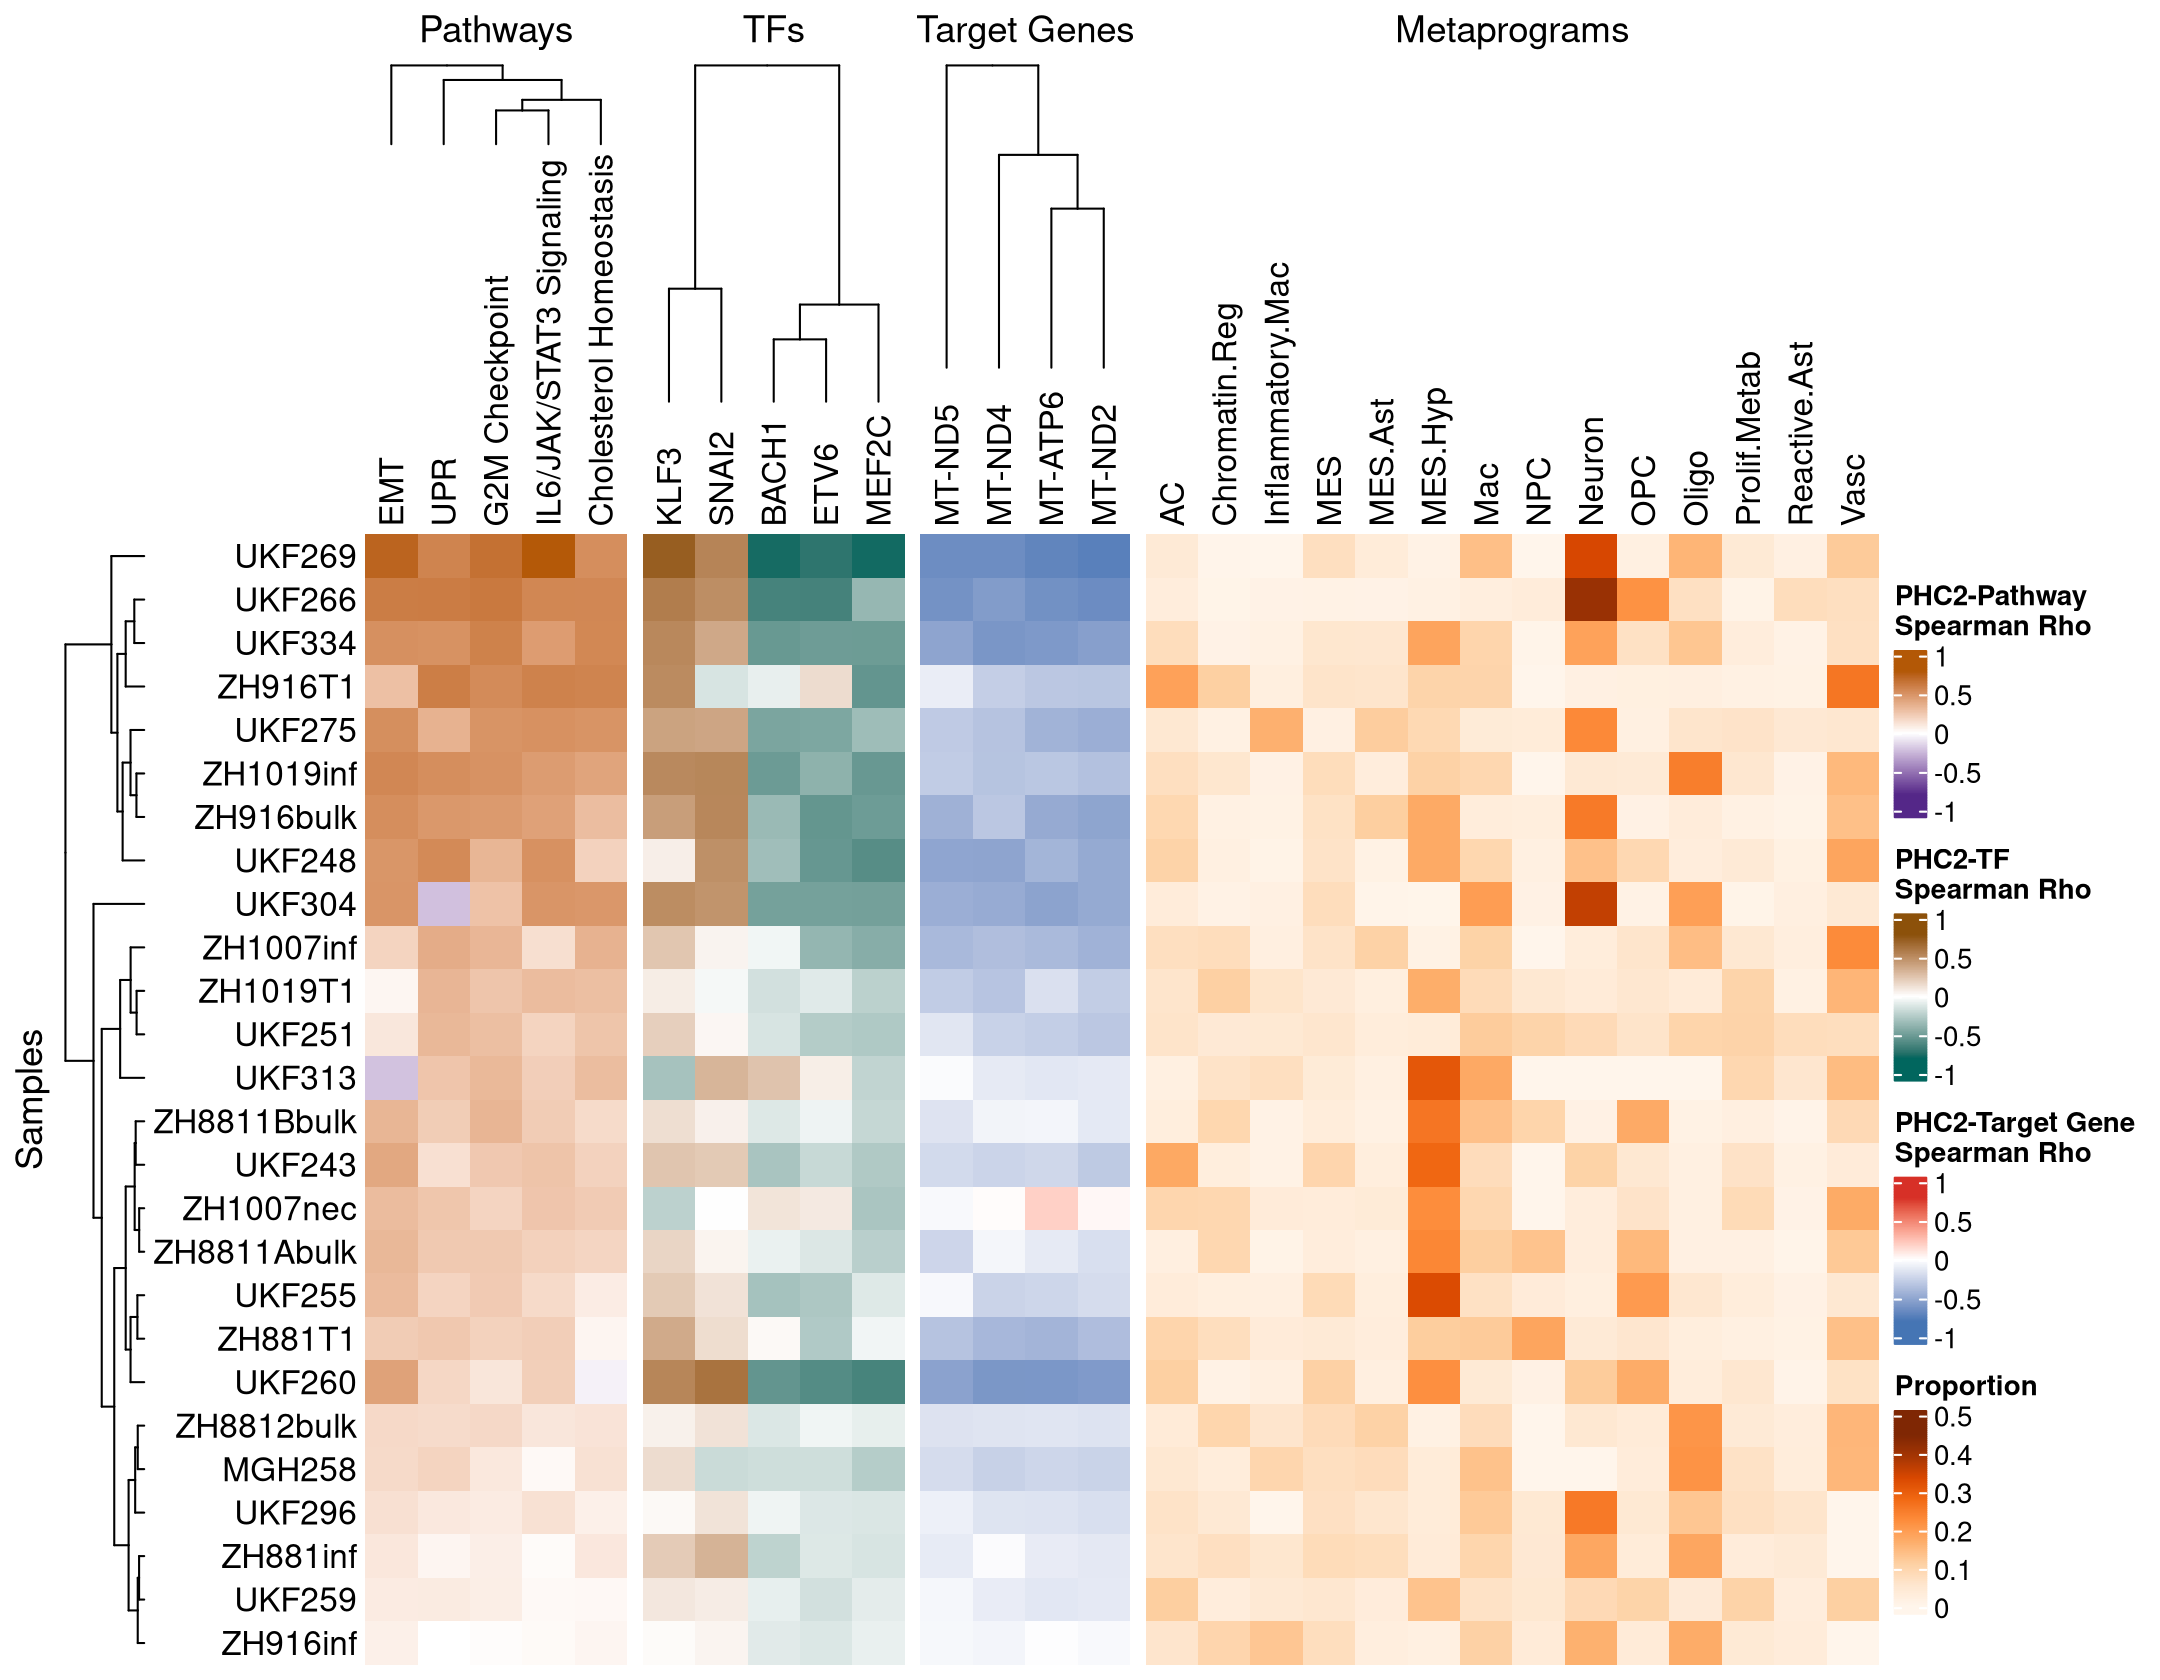 Pathways
TFs
Target Genes
Metaprograms
EMT
UPR
G2M Checkpoint
IL6/JAK/STAT3 Signaling
Cholesterol Homeostasis
KLF3
SNAI2
BACH1
ETV6
MEF2C
MT-ND5
MT-ND4
MT-ATP6
MT-ND2
AC
Chromatin.Reg
Inflammatory.Mac
MES
MES.Ast
MES.Hyp
Mac
NPC
Neuron
OPC
Oligo
Prolif.Metab
Reactive.Ast
Vasc
Samples
UKF269
UKF266
UKF334
ZH916T1
UKF275
ZH1019inf
ZH916bulk
UKF248
UKF304
ZH1007inf
ZH1019T1
UKF251
UKF313
ZH8811Bbulk
UKF243
ZH1007nec
ZH8811Abulk
UKF255
ZH881T1
UKF260
ZH8812bulk
MGH258
UKF296
ZH881inf
UKF259
ZH916inf
PHC2-Pathway
Spearman Rho
1
0.5
0
-0.5
-1
PHC2-TF
Spearman Rho
1
0.5
0
-0.5
-1
PHC2-Target Gene
Spearman Rho
1
0.5
0
-0.5
-1
Proportion
0.5
0.4
0.3
0.2
0.1
0